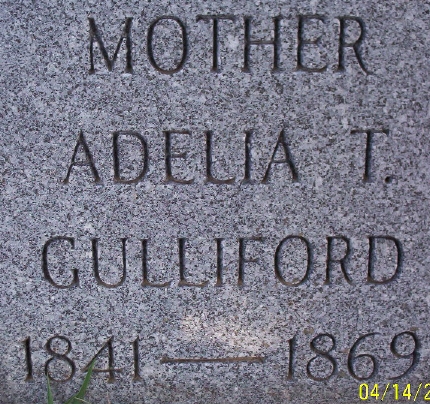 MOTHER
ADELIA T.
GULLIFORD
1841 — 1869
04/14/2